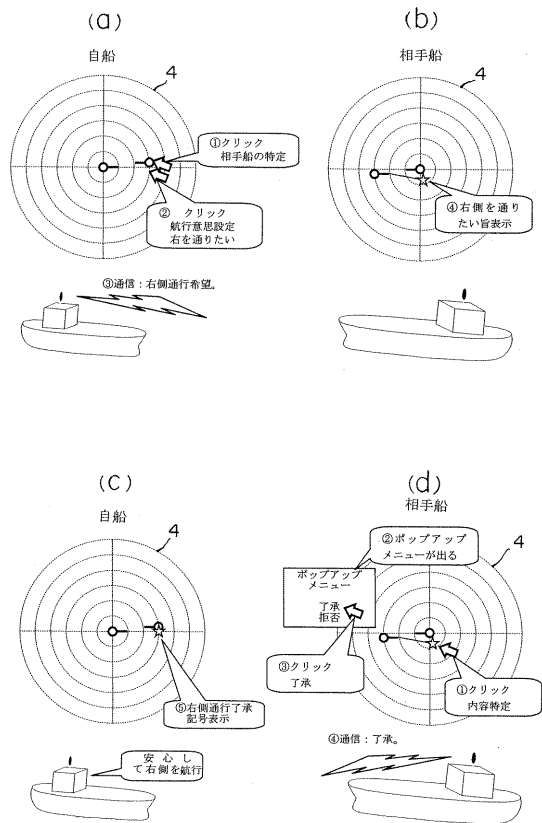 (a)
自船
4
①クリック
相手船の特定
② クリック
航行意思設定
右を通りたい
③通信：右側通行希望。
(b)
相手船
4
④右側を通り
たい旨表示
(c)
自船
4
⑤右側通行了承
記号表示
安心し
て右側を航行
(d)
相手船
4
②ポップアップ
メニューが出る
ポップアップ
メニュー
了承
拒否
③クリック
了承
①クリック
内容特定
④通信：了承。